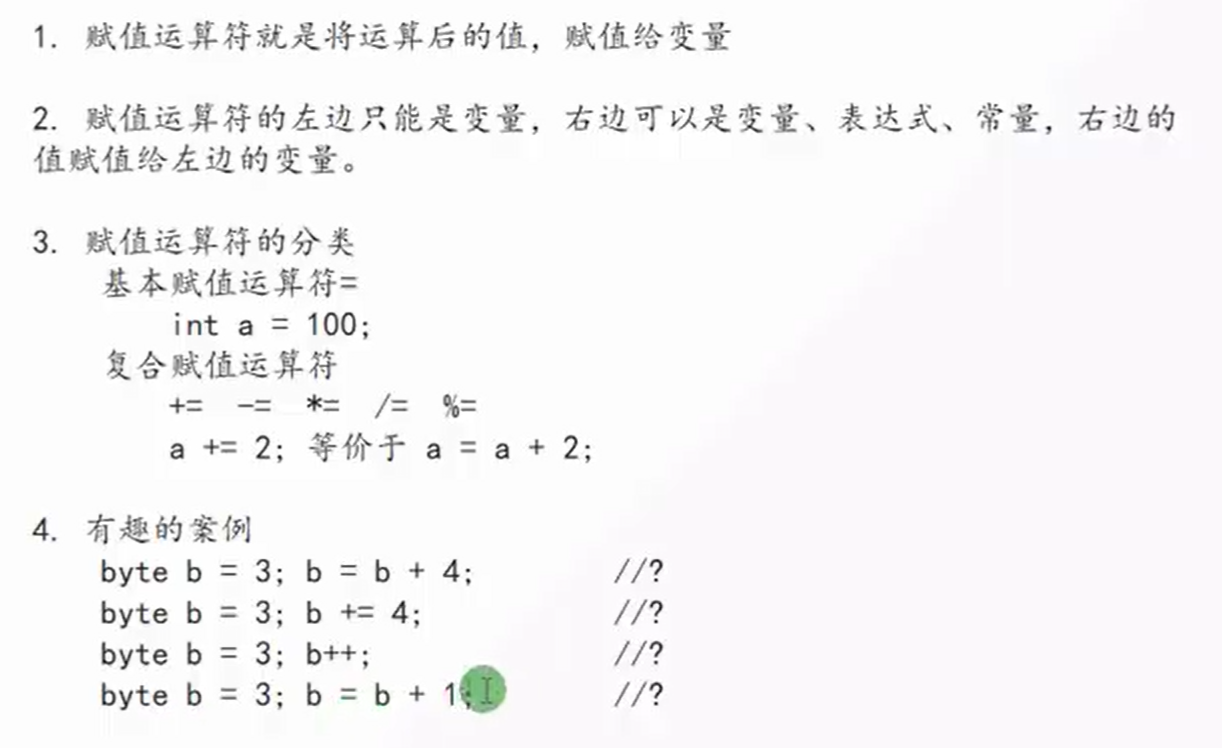 1. 赋值运算符就是将运算后的值，赋值给变量
2. 赋值运算符的左边只能是变量，右边可以是变量、表达式、常量，右边的
值赋值给左边的变量。
3. 赋值运算符的分类
基本赋值运算符=
int a = 100;
复合赋值运算符
+= -= *= /= %=
a += 2; 等价于 a = a + 2;
4. 有趣的案例
byte b = 3; b = b + 4; //?
byte b = 3; b += 4; //?
byte b = 3; b++; //?
byte b = 3; b = b + 1; //?